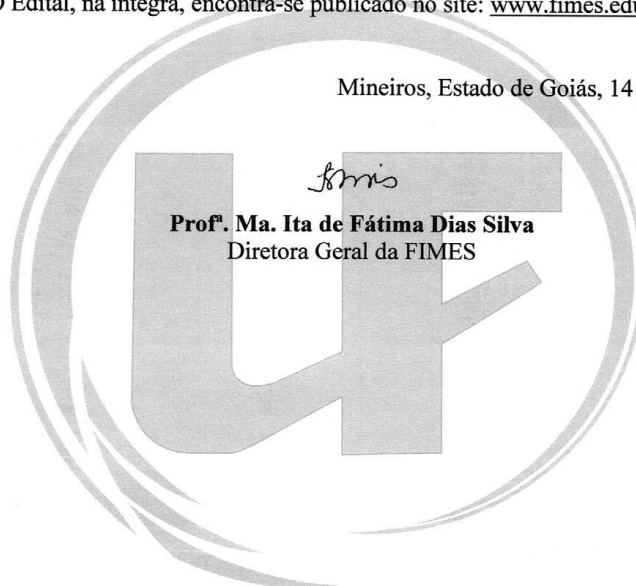 O Edital, na íntegra, encontra-se publicado no site: www.fimes.edu
Mineiros, Estado de Goiás, 14
Profª. Ma. Ita de Fátima Dias Silva
Diretora Geral da FIMES
UF